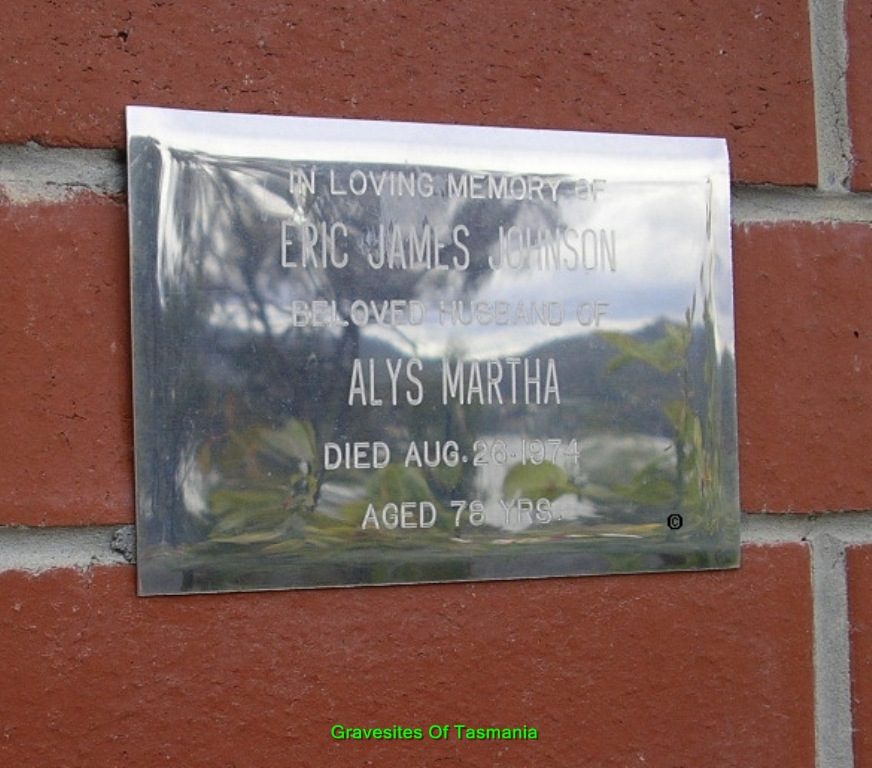 IN LOVING MEMORY OF
ERIC JAMES JOHNSON
BELOVED HUSBAND OF
ALYS MARTHA
DIED AUG. 26·1974
AGED 78 YRS.
©
Gravesites Of Tasmania